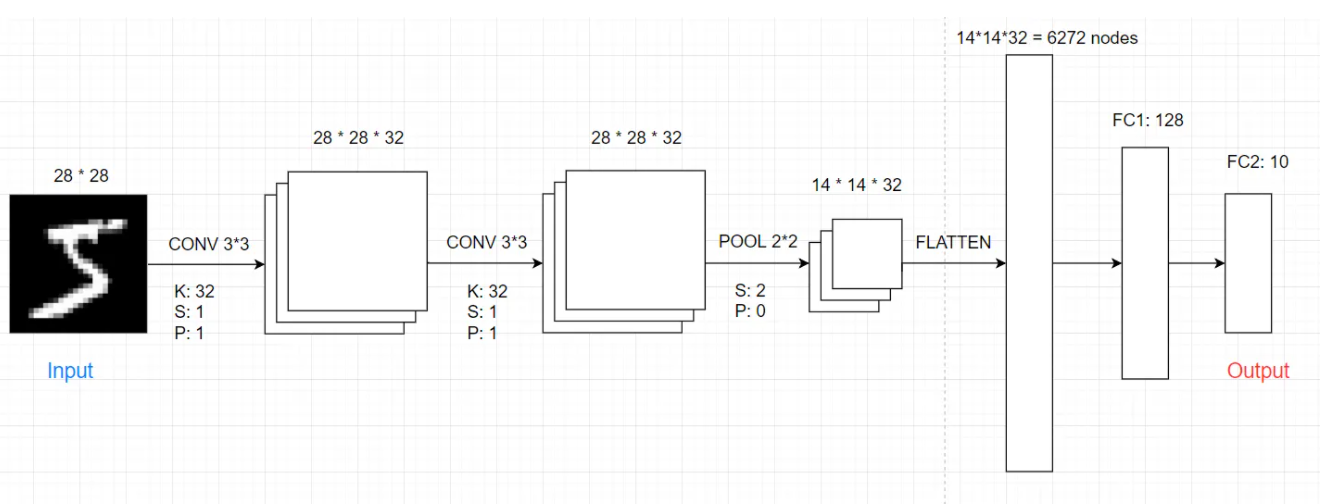 28 * 28
Input
CONV 3*3
K: 32
S: 1
P: 1
28 * 28 * 32
CONV 3*3
K: 32
S: 1
P: 1
28 * 28 * 32
POOL 2*2
S: 2
P: 0
14 * 14 * 32
FLATTEN
14*14*32 = 6272 nodes
FC1: 128
FC2: 10
Output